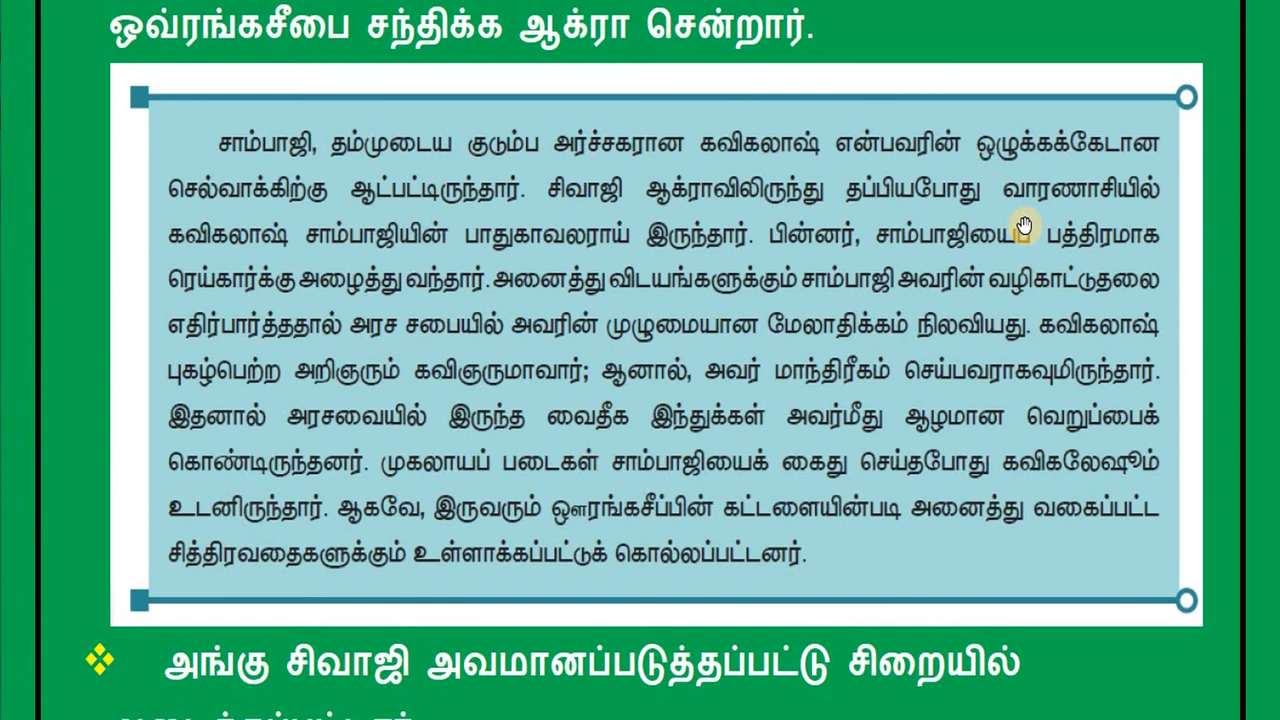 ஒவ்ரங்கசீபை சந்திக்க ஆக்ரா சென்றார்.
சாம்பாஜி, தம்முடைய குடும்ப அர்ச்சகரான கவிகலாஷ் என்பவரின் ஒழுக்கக்கேடான
செல்வாக்கிற்கு ஆட்பட்டிருந்தார். சிவாஜி ஆக்ராவிலிருந்து தப்பியபோது வாரணாசியில்
கவிகலாஷ் சாம்பாஜியின் பாதுகாவலராய் இருந்தார். பின்னர், சாம்பாஜியைப் பத்திரமாக
ரெய்கார்க்கு அழைத்து வந்தார். அனைத்து விடயங்களுக்கும் சாம்பாஜி அவரின் வழிகாட்டுதலை
எதிர்பார்த்ததால் அரச சபையில் அவரின் முழுமையான மேலாதிக்கம் நிலவியது. கவிகலாஷ்
புகழ்பெற்ற அறிஞரும் கவிஞருமாவார்; ஆனால், அவர் மாந்திரீகம் செய்பவராகவுமிருந்தார்.
இதனால் அரசவையில் இருந்த வைதீக இந்துக்கள் அவர்மீது ஆழமான வெறுப்பைக்
கொண்டிருந்தனர். முகலாயப் படைகள் சாம்பாஜியைக் கைது செய்தபோது கவிகலேஷூம்
உடனிருந்தார். ஆகவே, இருவரும் ஔரங்கசீப்பின் கட்டளையின்படி அனைத்து வகைப்பட்ட
சித்திரவதைகளுக்கும் உள்ளாக்கப்பட்டுக் கொல்லப்பட்டனர்.
அங்கு சிவாஜி அவமானப்படுத்தப்பட்டு சிறையில்